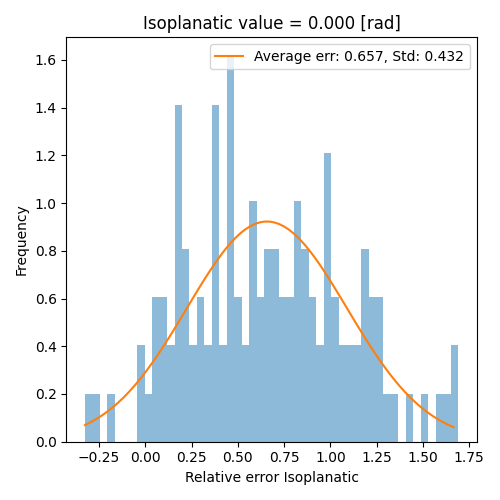 Isoplanatic value = 0.000 [rad]
Average err: 0.657, Std: 0.432
Frequency
1.6
1.4
1.2
1.0
0.8
0.6
0.4
0.2
0.0
−0.25 0.00 0.25 0.50 0.75 1.00 1.25 1.50 1.75
Relative error Isoplanatic